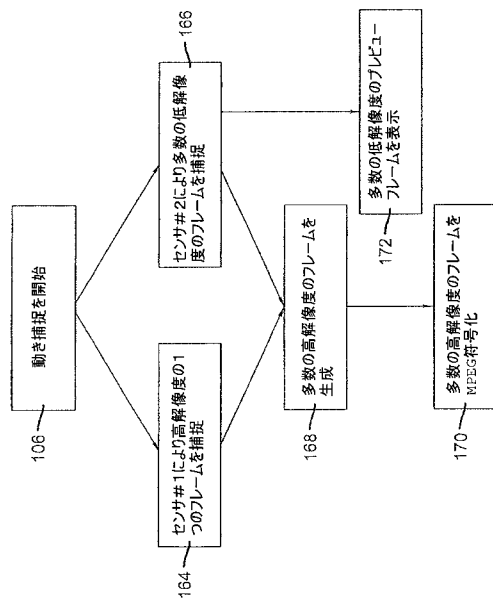 動き捕捉を開始
106
センサ#1により高解像度の1
つのフレームを捕捉
164
センサ#2により多数の低解像
度のフレームを捕捉
166
多数の高解像度のフレームを
生成
168
多数の低解像度のプレビュー
フレームを表示
172
多数の高解像度のフレームを
MPEG符号化
170